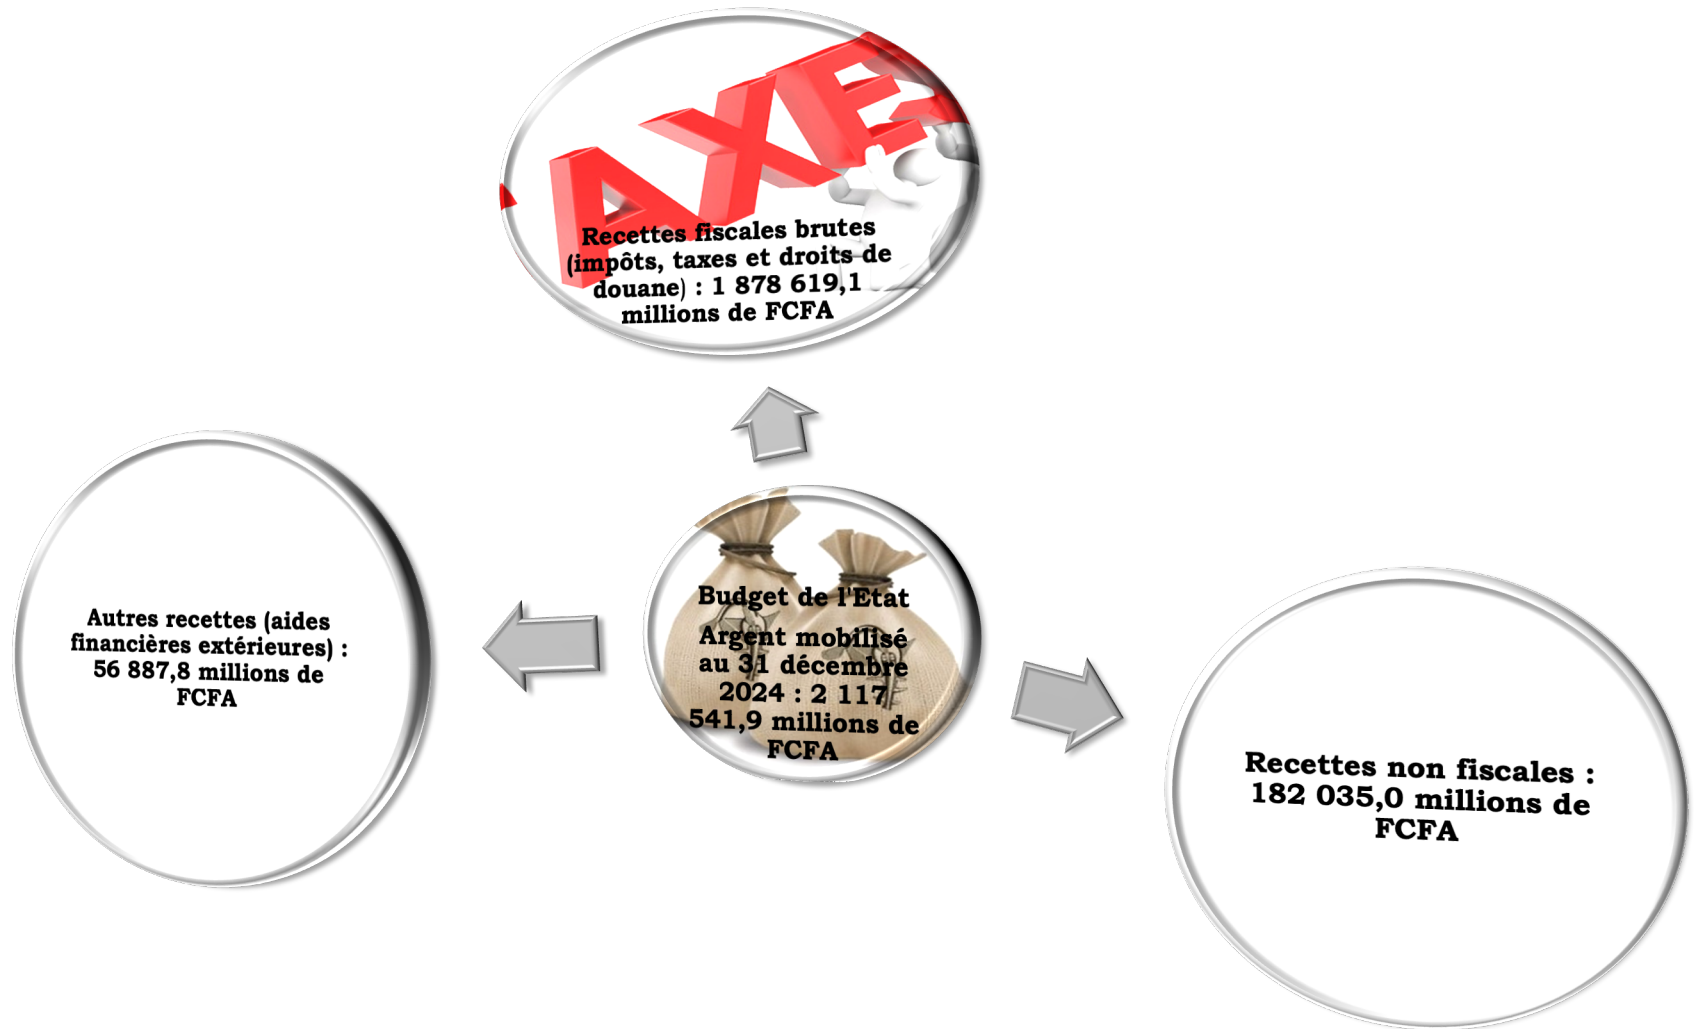 AXE
Recettes fiscales brutes
(impôts, taxes et droits de
douane) : 1 878 619,1
millions de FCFA
Budget de l'Etat
Argent mobilisé
au 31 décembre
2024 : 2 117
541,9 millions de
FCFA
Autres recettes (aides
financières extérieures) :
56 887,8 millions de
FCFA
Recettes non fiscales :
182 035,0 millions de
FCFA